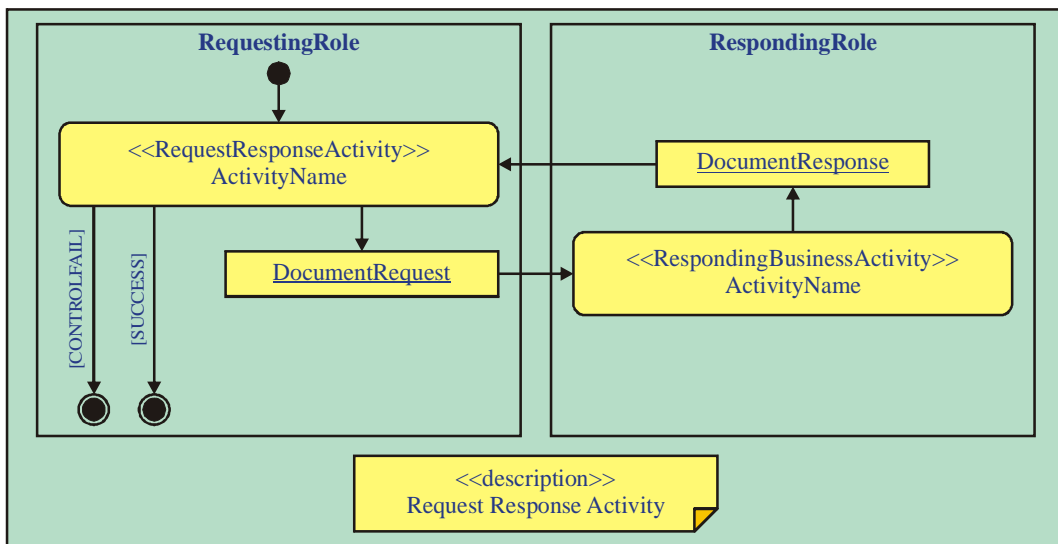 RequestingRole
RespondingRole
<<RequestResponseActivity>>
ActivityName
DocumentResponse
DocumentRequest
<<RespondingBusinessActivity>>
ActivityName
[CONTROLFAIL]
[SUCCESS]
<<description>>
Request Response Activity